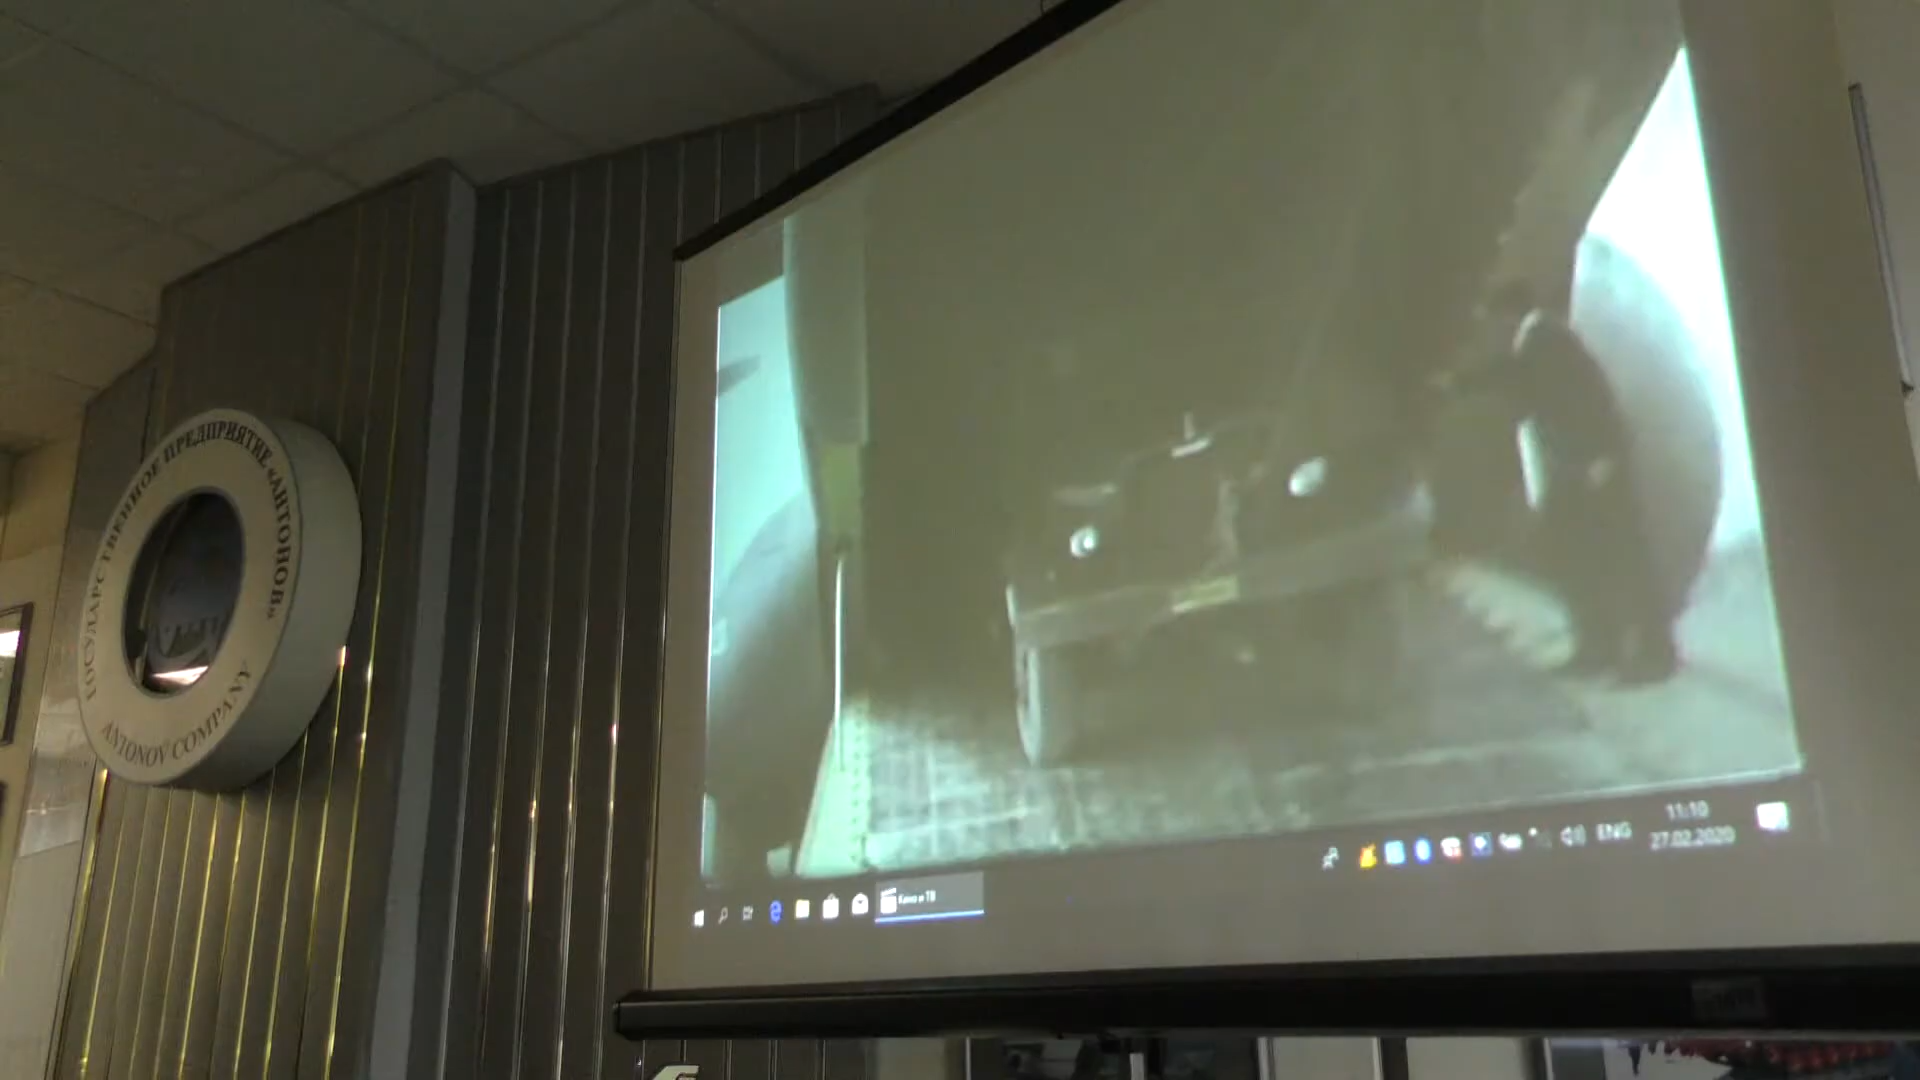 ГОСУДАРСТВЕННОЕ ПРЕДПРИЯТИЕ «АНТОНОВ»
ANTONOV COMPANY
Кино и ТВ
ENG
11:10
27.02.2020